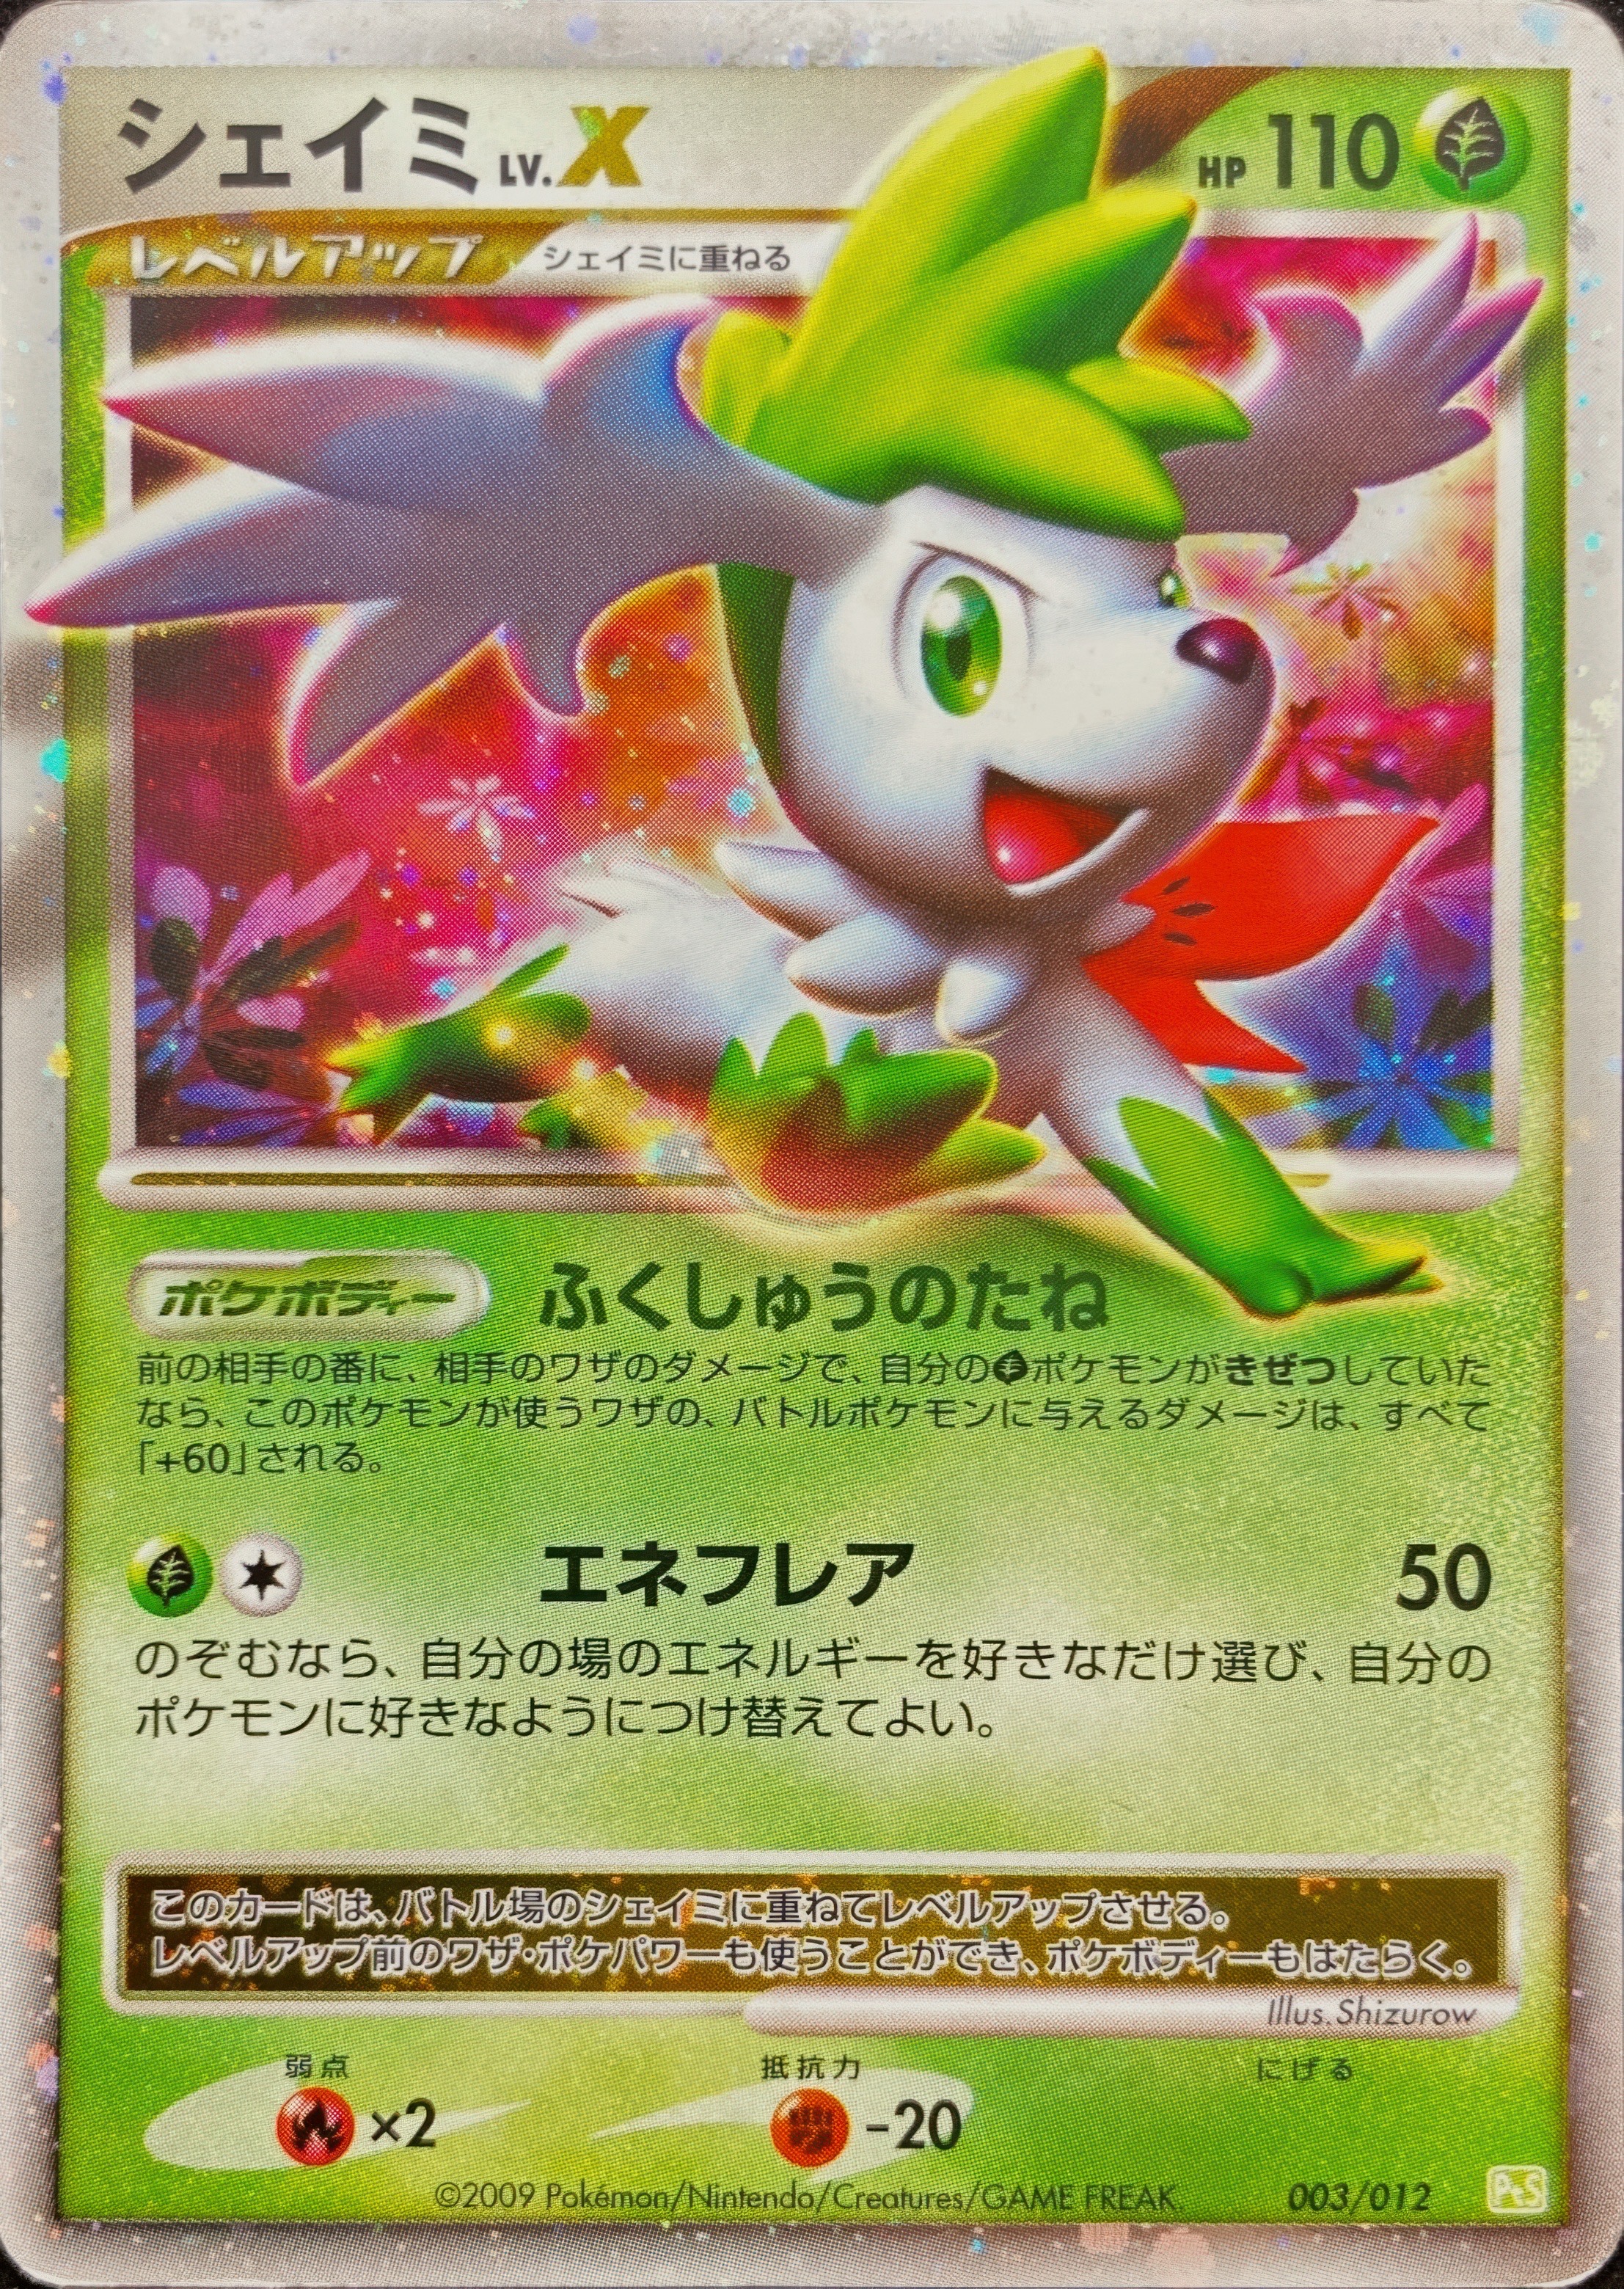 シェイミ LV.X
HP 110
レベルアップ シェイミに重ねる
ポケボディー ふくしゅうのたね
前の相手の番に、相手のワザのダメージで、自分のポケモンがきぜつしていた
なら、このポケモンが使うワザの、バトルポケモンに与えるダメージは、すべて
「+60」される。
エネフレア 50
のぞむなら、自分の場のエネルギーを好きなだけ選び、自分の
ポケモンに好きなようにつけ替えてよい。
このカードは、バトル場のシェイミに重ねてレベルアップさせる。
レベルアップ前のワザ・ポケパワーも使うことができ、ポケボディーもはたらく。
Illus. Shizurow
弱点 抵抗力 にげる
×2 −20
©2009 Pokémon/Nintendo/Creatures/GAME FREAK. 003/012 PtS